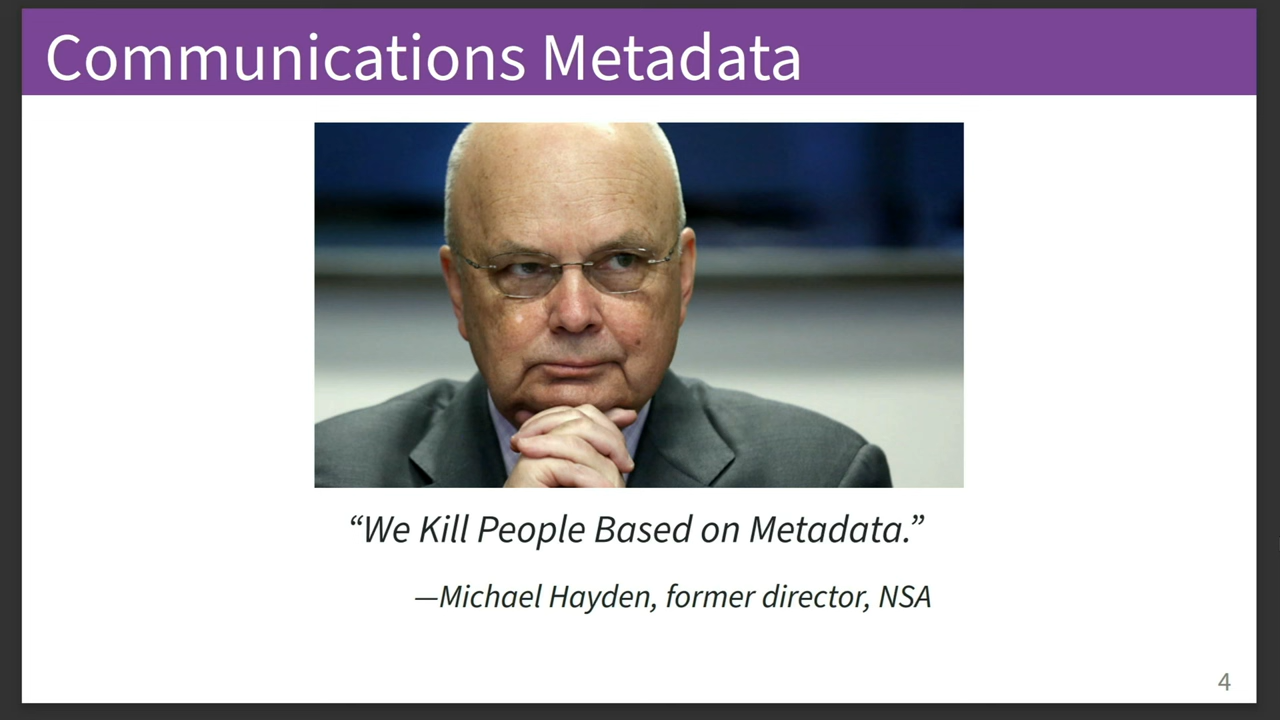 Communications Metadata
“We Kill People Based on Metadata.”
—Michael Hayden, former director, NSA
4